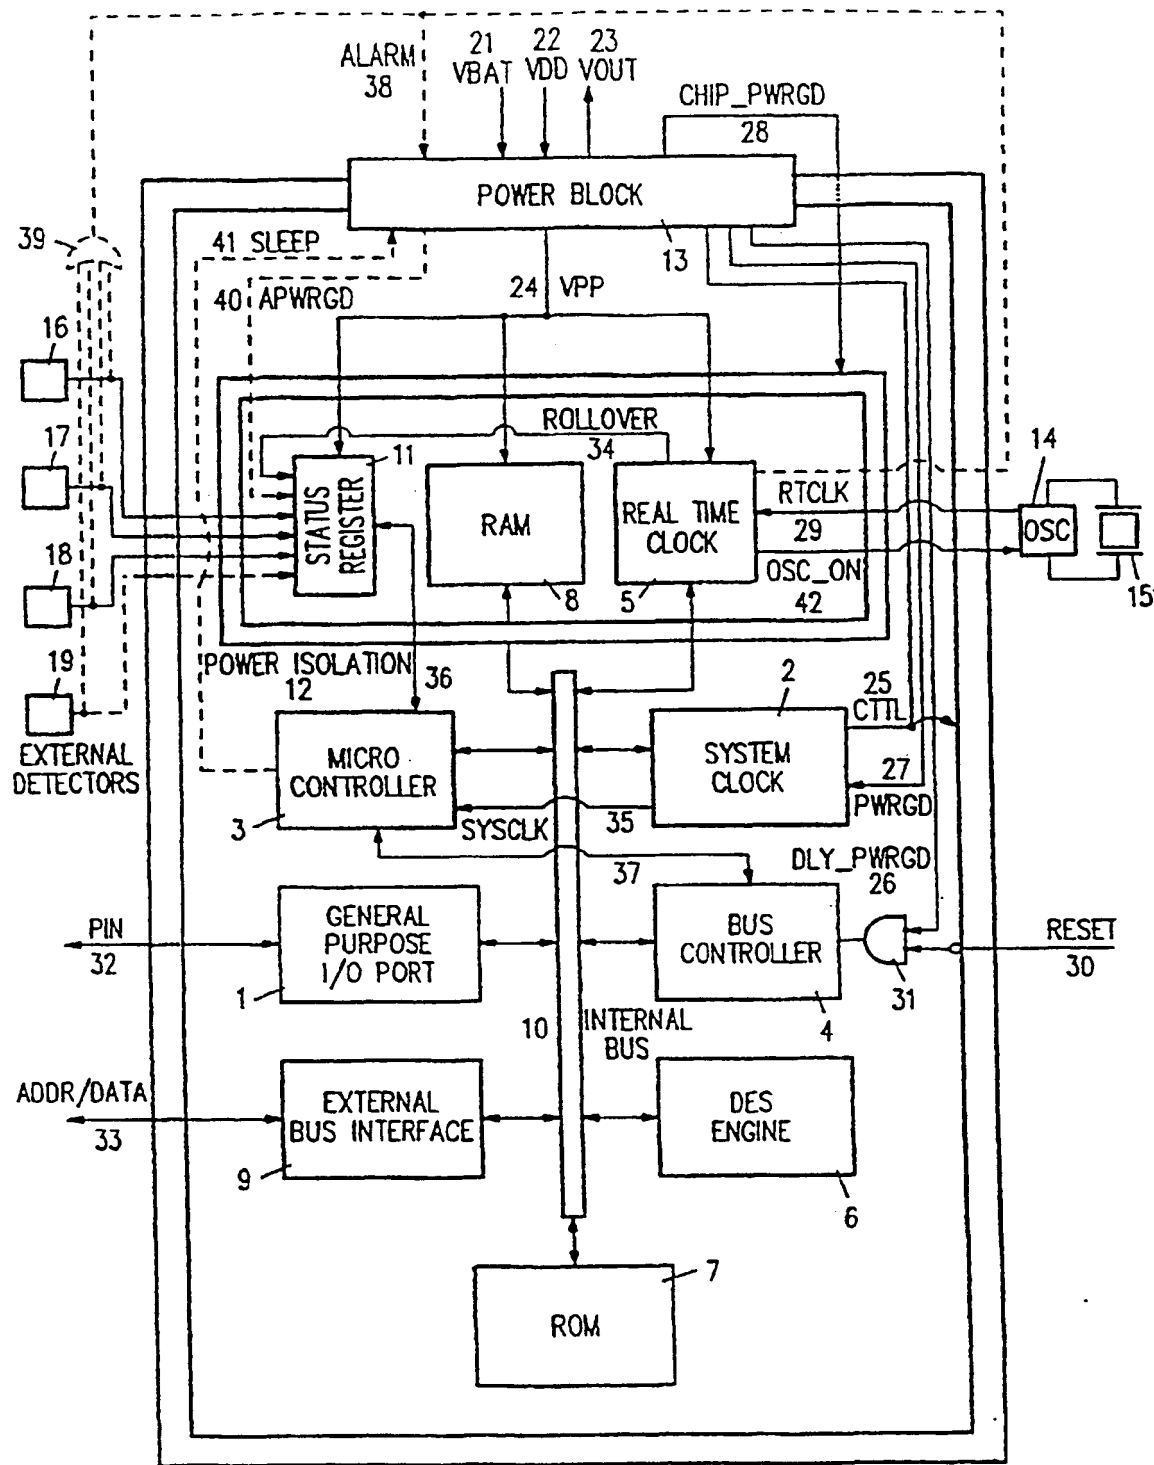 ALARM
38
21
VBAT
22
VDD
23
VOUT
CHIP_PWRGD
28
POWER BLOCK
13
39
41 SLEEP
40 APWRGD
24 VPP
16
17
18
19
EXTERNAL
DETECTORS
ROLLOVER
34
11
STATUS
REGISTER
RAM
8
REAL TIME
CLOCK
5
RTCLK
29
OSC_ON
42
14
OSC
15
POWER ISOLATION
12
36
MICRO
CONTROLLER
3
2
SYSTEM
CLOCK
25
CTTL
27
PWRGD
SYSCLK
35
37
DLY_PWRGD
26
PIN
32
GENERAL
PURPOSE
I/O PORT
1
BUS
CONTROLLER
4
31
RESET
30
10
INTERNAL
BUS
ADDR/DATA
33
EXTERNAL
BUS INTERFACE
9
DES
ENGINE
6
7
ROM